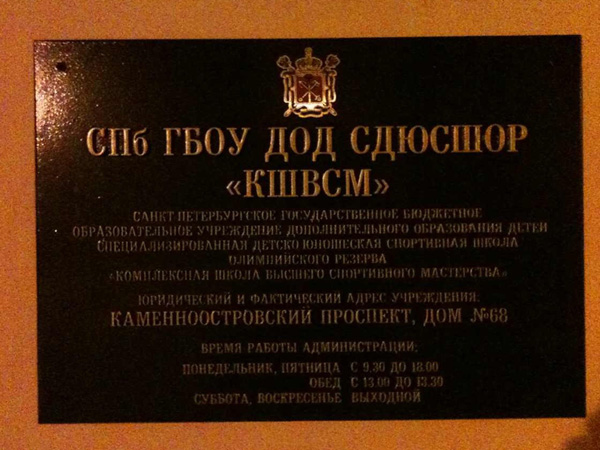 СПб ГБОУ ДОД СДЮСШОР
«КШВСМ»
САНКТ-ПЕТЕРБУРГСКОЕ ГОСУДАРСТВЕННОЕ БЮДЖЕТНОЕ
ОБРАЗОВАТЕЛЬНОЕ УЧРЕЖДЕНИЕ ДОПОЛНИТЕЛЬНОГО ОБРАЗОВАНИЯ ДЕТЕЙ
СПЕЦИАЛИЗИРОВАННАЯ ДЕТСКО-ЮНОШЕСКАЯ СПОРТИВНАЯ ШКОЛА
ОЛИМПИЙСКОГО РЕЗЕРВА
«КОМПЛЕКСНАЯ ШКОЛА ВЫСШЕГО СПОРТИВНОГО МАСТЕРСТВА»
ЮРИДИЧЕСКИЙ И ФАКТИЧЕСКИЙ АДРЕС УЧРЕЖДЕНИЯ:
КАМЕННООСТРОВСКИЙ ПРОСПЕКТ, ДОМ №68
ВРЕМЯ РАБОТЫ АДМИНИСТРАЦИИ:
ПОНЕДЕЛЬНИК, ПЯТНИЦА С 9.30 ДО 18.00
ОБЕД С 13.00 ДО 13.30
СУББОТА, ВОСКРЕСЕНЬЕ ВЫХОДНОЙ